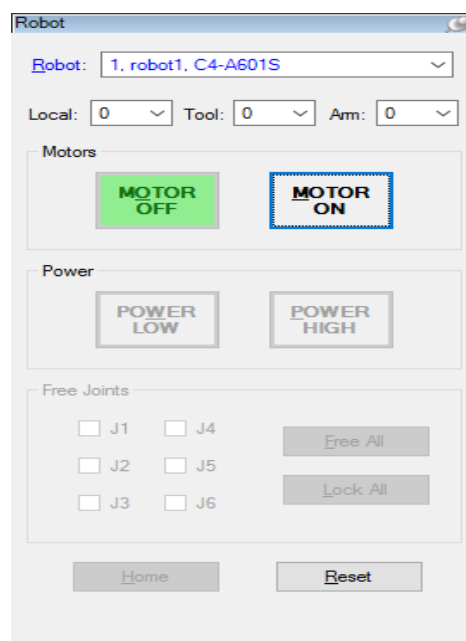 Robot
Robot: 1, robot1, C4-A601S
Local: 0 Tool: 0 Arm: 0
Motors
MOTOR OFF MOTOR ON
Power
POWER LOW POWER HIGH
Free Joints
J1 J4 Free All
J2 J5
J3 J6 Lock All
Home Reset